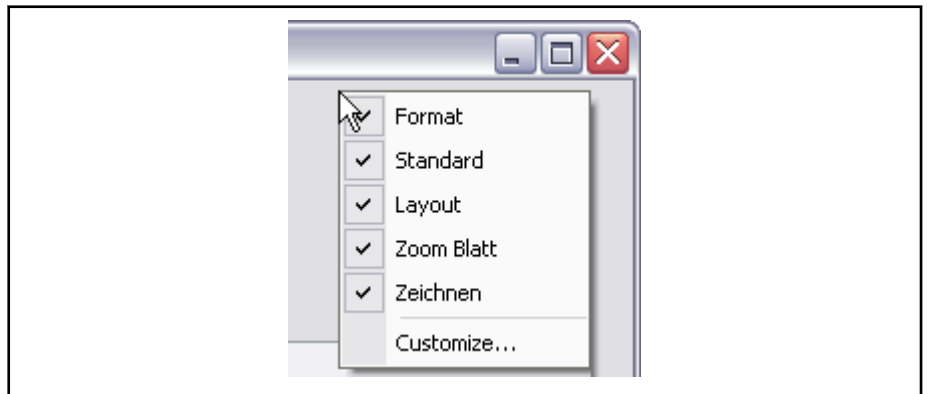 Format
Standard
Layout
Zoom Blatt
Zeichnen
Customize...